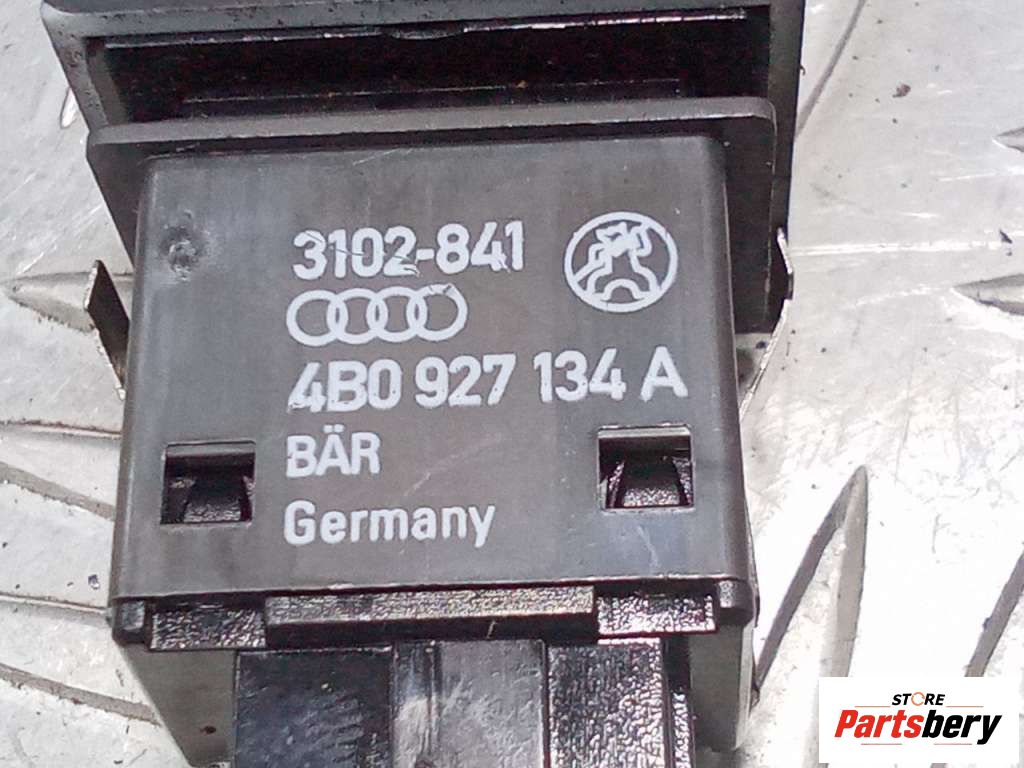 3102-841
4B0 927 134 A
BÄR
Germany
STORE
Partsbery